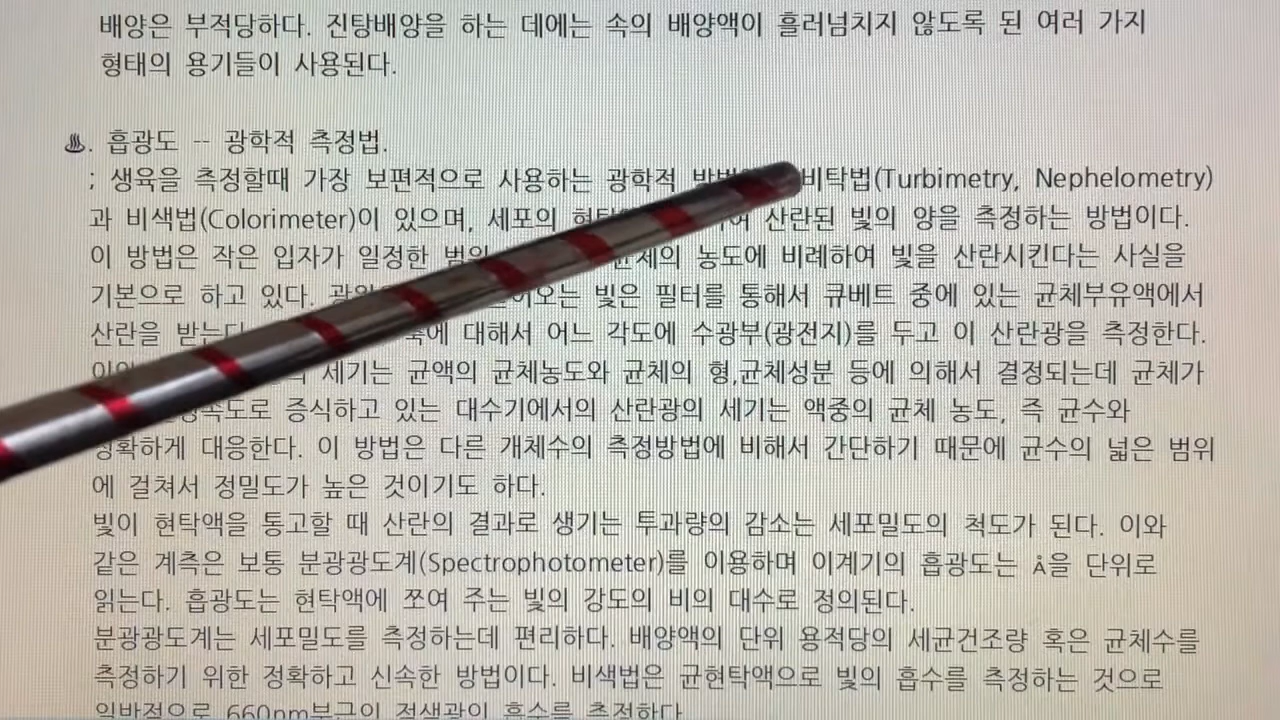 배양은 부적당하다. 진탕배양을 하는 데에는 속의 배양액이 흘러넘치지 않도록 된 여러 가지
형태의 용기들이 사용된다.
♨. 흡광도 -- 광학적 측정법.
; 생육을 측정할때 가장 보편적으로 사용하는 광학적 비탁법(Turbimetry, Nephelometry)
과 비색법(Colorimeter)이 있으며, 세포의 산란된 빛의 양을 측정하는 방법이다.
이 방법은 작은 입자가 일정한 농도에 비례하여 빛을 산란시킨다는 사실을
기본으로 하고 있다. 빛은 필터를 통해서 큐베트 중에 있는 균체부유액에서
산란을 대해서 어느 각도에 수광부(광전지)를 두고 이 산란광을 측정한다.
세기는 균액의 균체농도와 균체의 형,균체성분 등에 의해서 결정되는데 균체가
증식하고 있는 대수기에서의 산란광의 세기는 액중의 균체 농도, 즉 균수와
정확하게 대응한다. 이 방법은 다른 개체수의 측정방법에 비해서 간단하기 때문에 균수의 넓은 범위
에 걸쳐서 정밀도가 높은 것이기도 하다.
빛이 현탁액을 통고할 때 산란의 결과로 생기는 투과량의 감소는 세포밀도의 척도가 된다. 이와
같은 계측은 보통 분광광도계(Spectrophotometer)를 이용하며 이계기의 흡광도는 Å을 단위로
읽는다. 흡광도는 현탁액에 쪼여 주는 빛의 강도의 비의 대수로 정의된다.
분광광도계는 세포밀도를 측정하는데 편리하다. 배양액의 단위 용적당의 세균건조량 혹은 균체수를
측정하기 위한 정확하고 신속한 방법이다. 비색법은 균현탁액으로 빛의 흡수를 측정하는 것으로
일반적으로 660nm부근의 적색광의 흡수를 측정한다